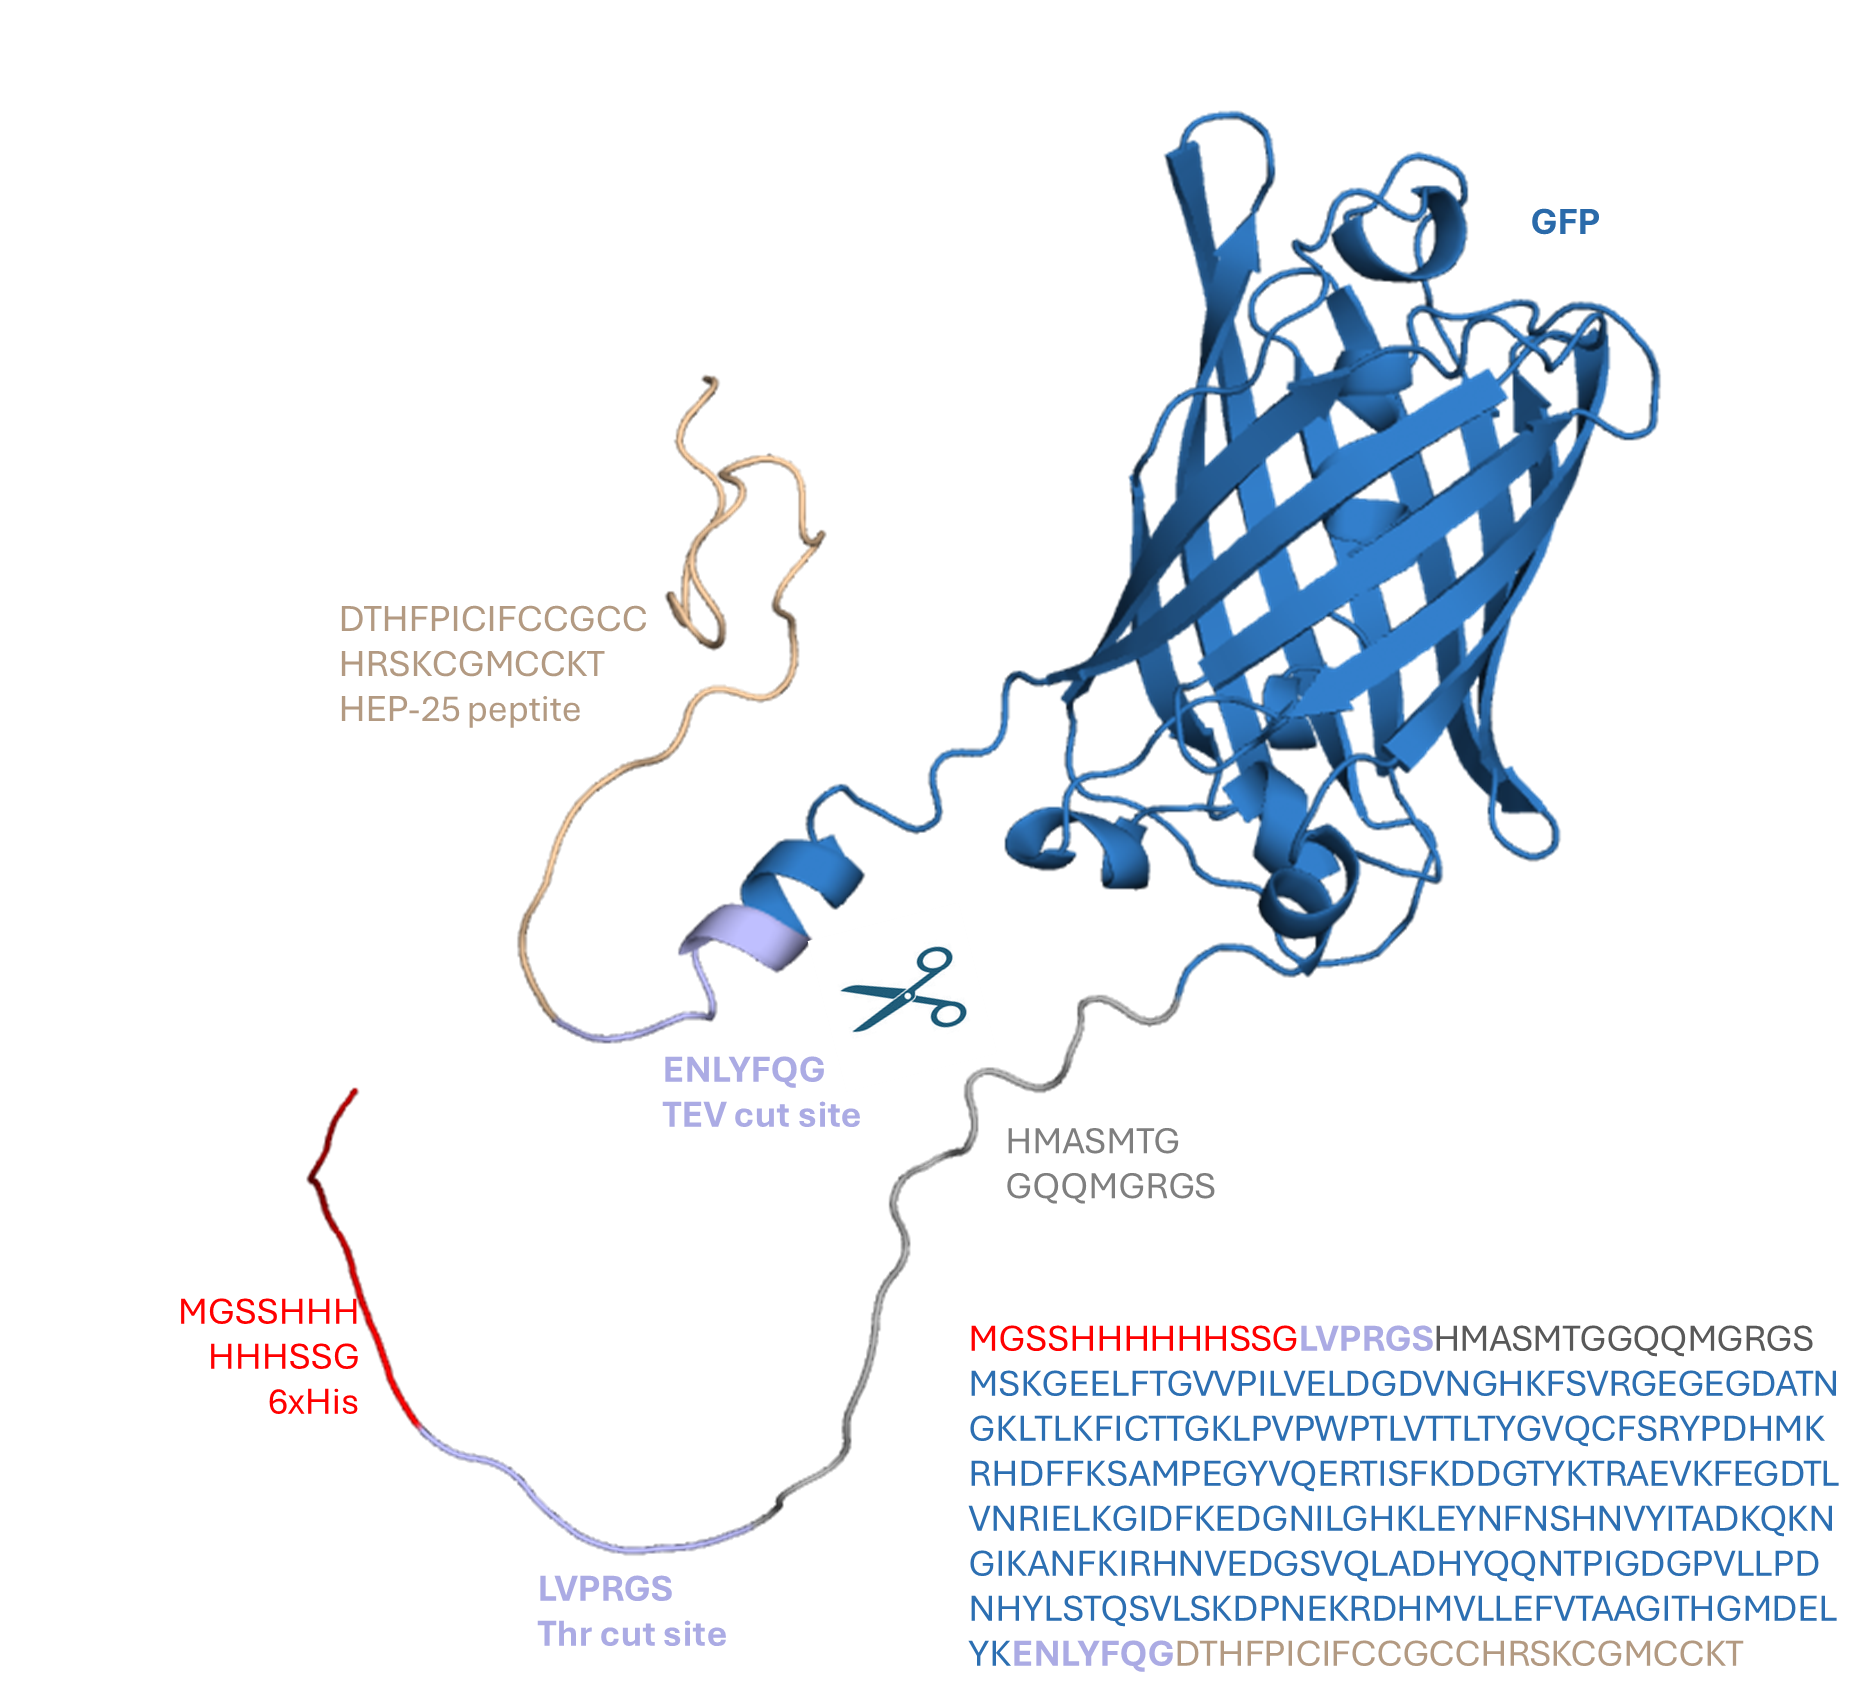 GFP
DTHFPICIFCCGCC
HRSKCGMCCKT
HEP-25 peptite
ENLYFQG
TEV cut site
HMASMTG
GQQMGRGS
MGSSHHH
HHHSSG
6xHis
LVPRGS
Thr cut site
MGSSHHHHHHSSGLVPRGSHMASMTGGQQMGRGS
MSKGEELFTGVVPILVELDGDVNGHKFSVRGEGEGDATN
GKLTLKFICTTGKLPVPWPTLVTTLTYGVQCFSRYPDHMK
RHDFFKSAMPEGYVQERTISFKDDGTYKTRAEVKFEGDTL
VNRIELKGIDFKEDGNILGHKLEYNFNSHNVYITADKQKN
GIKANFKIRHNVEDGSVQLADHYQQNTPIGDGPVLLPD
NHYLSTQSVLSKDPNEKRDHMVLLEFVTAAGITHGMDEL
YKENLYFQGDTHFPICIFCCGCCHRSKCGMCCKT